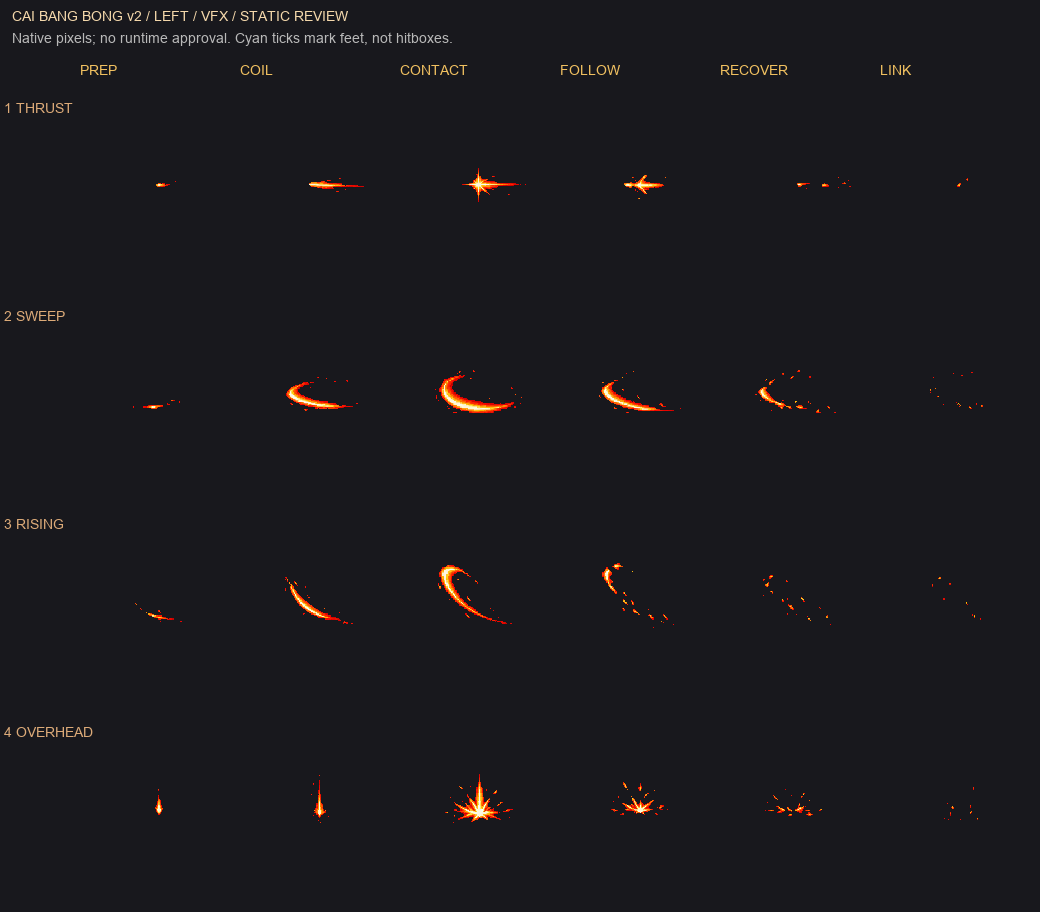 CAI BANG BONG v2 / LEFT / VFX / STATIC REVIEW
Native pixels; no runtime approval. Cyan ticks mark feet, not hitboxes.
PREP COIL CONTACT FOLLOW RECOVER LINK
1 THRUST
2 SWEEP
3 RISING
4 OVERHEAD